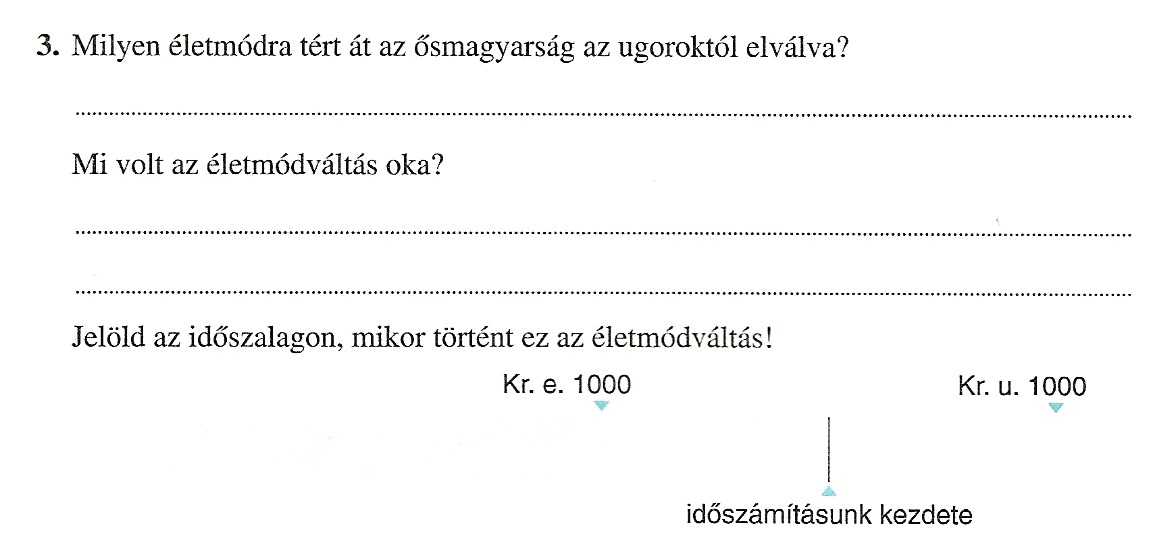 3. Milyen életmódra tért át az ősmagyarság az ugoroktól elválva?
Mi volt az életmódváltás oka?
Jelöld az időszalagon, mikor történt ez az életmódváltás!
Kr. e. 1000 Kr. u. 1000
időszámításunk kezdete